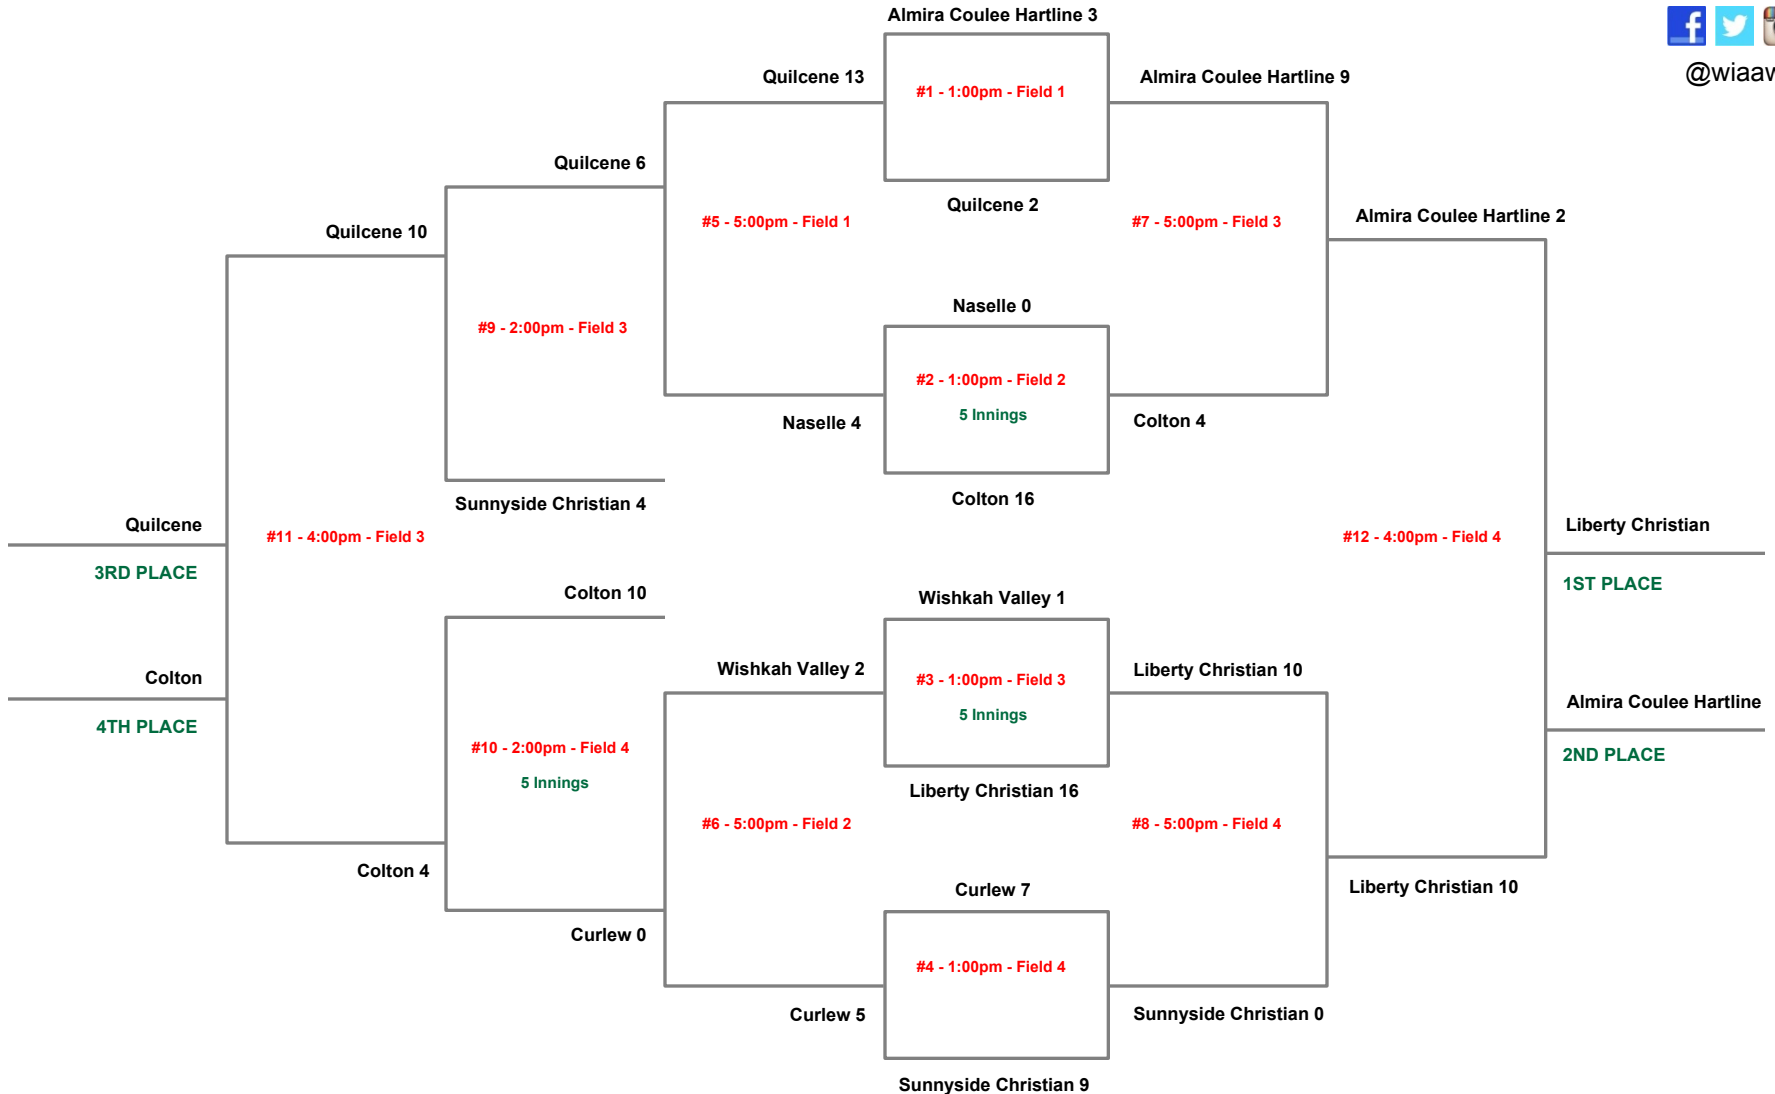 Almira Coulee Hartline 3
@wiaaw
Quilcene 13
#1 - 1:00pm - Field 1
Almira Coulee Hartline 9
Quilcene 6
Quilcene 2
#5 - 5:00pm - Field 1
#7 - 5:00pm - Field 3
Almira Coulee Hartline 2
Quilcene 10
Naselle 0
#9 - 2:00pm - Field 3
#2 - 1:00pm - Field 2
5 Innings
Naselle 4
Colton 4
Colton 16
Sunnyside Christian 4
Quilcene
#11 - 4:00pm - Field 3
#12 - 4:00pm - Field 4
Liberty Christian
3RD PLACE
1ST PLACE
Colton 10
Wishkah Valley 1
Wishkah Valley 2
#3 - 1:00pm - Field 3
5 Innings
Liberty Christian 10
Colton
Almira Coulee Hartline
4TH PLACE
2ND PLACE
#10 - 2:00pm - Field 4
5 Innings
Liberty Christian 16
#6 - 5:00pm - Field 2
#8 - 5:00pm - Field 4
Colton 4
Curlew 7
Liberty Christian 10
Curlew 0
#4 - 1:00pm - Field 4
Curlew 5
Sunnyside Christian 0
Sunnyside Christian 9